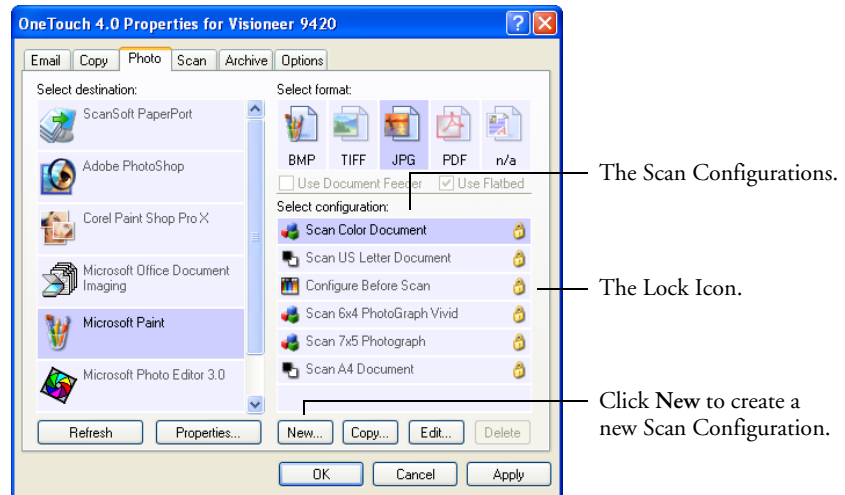 OneTouch 4.0 Properties for Visioneer 9420
Email Copy Photo Scan Archive Options
Select destination:
ScanSoft PaperPort
Adobe PhotoShop
Corel Paint Shop Pro X
Microsoft Office Document
Imaging
Microsoft Paint
Microsoft Photo Editor 3.0
Refresh Properties...
Select format:
BMP TIFF JPG PDF n/a
Use Document Feeder Use Flatbed
Select configuration:
Scan Color Document
Scan US Letter Document
Configure Before Scan
Scan 6x4 PhotoGraph Vivid
Scan 7x5 Photograph
Scan A4 Document
New... Copy... Edit... Delete
OK Cancel Apply
The Scan Configurations.
The Lock Icon.
Click New to create a
new Scan Configuration.